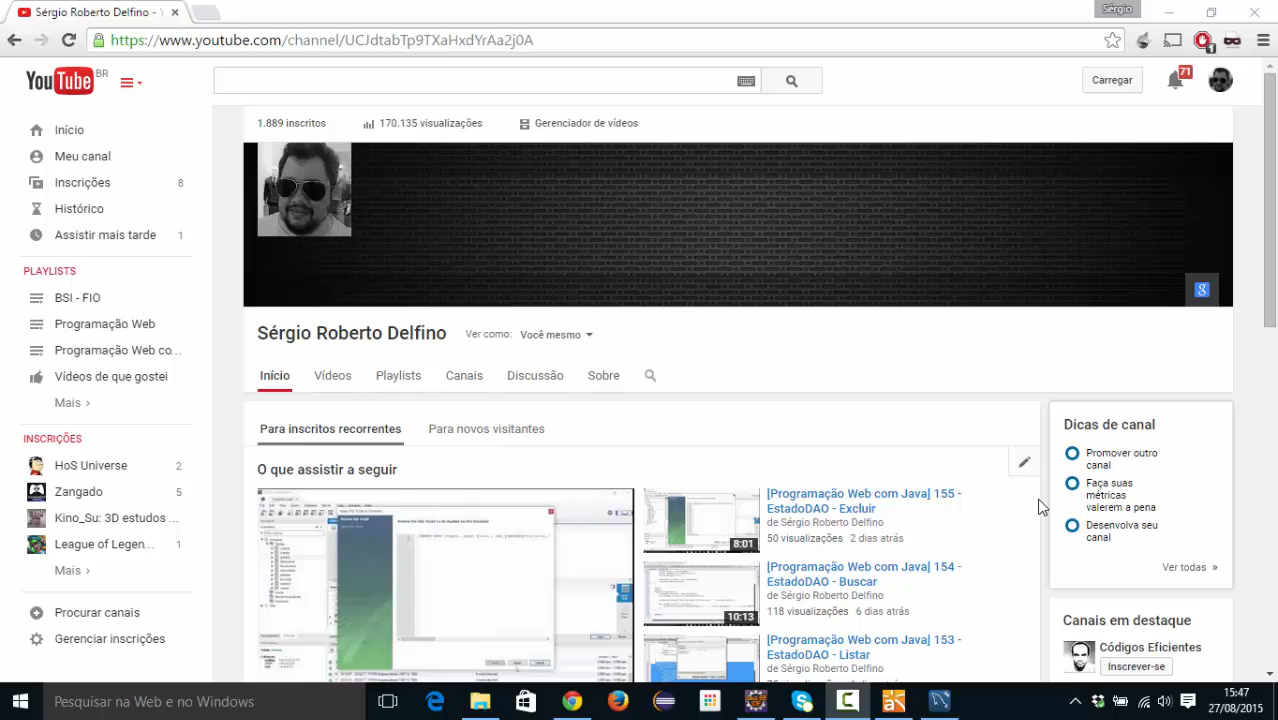 Sérgio Roberto Delfino -
Sérgio
https://www.youtube.com/channel/UCJdtabTp9TXaHxdYrAa2j0A
1
YouTube BR
Carregar
71
Início
Meu canal
Inscrições 8
Histórico
Assistir mais tarde 1
PLAYLISTS
BSI - FIO
Programação Web
Programação Web co...
Vídeos de que gostei
Mais ›
INSCRIÇÕES
HoS Universe 2
Zangado 5
Kino_Su: 3D estudos ...
League of Legen... 1
Mais ›
Procurar canais
Gerenciar inscrições
1.889 inscritos 170.135 visualizações Gerenciador de vídeos
Sérgio Roberto Delfino Ver como: Você mesmo
Início Vídeos Playlists Canais Discussão Sobre
Para inscritos recorrentes Para novos visitantes
O que assistir a seguir
[Programação Web com Java] 155 -
EstadoDAO - Excluir
de Sérgio Roberto Delfino
50 visualizações 2 dias atrás
8:01
[Programação Web com Java] 154 -
EstadoDAO - Buscar
de Sérgio Roberto Delfino
118 visualizações 6 dias atrás
10:13
[Programação Web com Java] 153 -
EstadoDAO - Listar
de Sérgio Roberto Delfino
Dicas de canal
Promover outro
canal
Faça suas
métricas
valerem a pena
Desenvolva seu
canal
Ver todas »
Canais em destaque
Códigos Eficientes
Inscrever-se
Pesquisar na Web e no Windows
15:47
27/08/2015